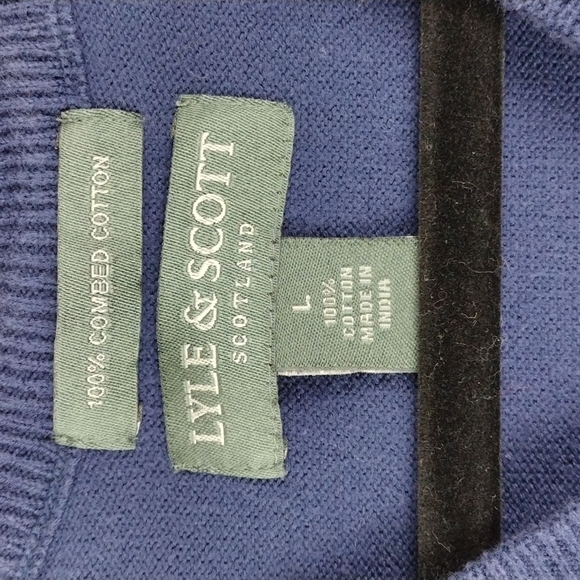 100% COMBED COTTON
LYLE & SCOTT
SCOTLAND
L
100%
COTTON
MADE IN
INDIA